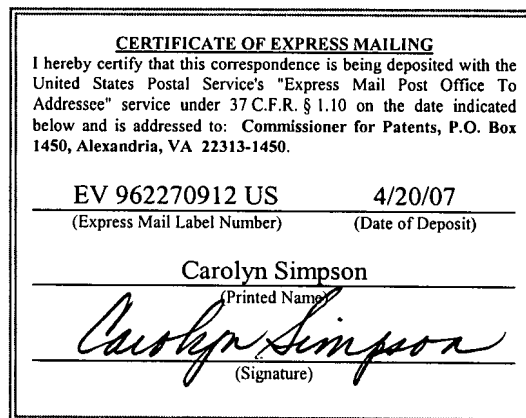 CERTIFICATE OF EXPRESS MAILING
I hereby certify that this correspondence is being deposited with the
United States Postal Service's "Express Mail Post Office To
Addressee" service under 37 C.F.R. § 1.10 on the date indicated
below and is addressed to: Commissioner for Patents, P.O. Box
1450, Alexandria, VA 22313-1450.
EV 962270912 US 4/20/07
(Express Mail Label Number) (Date of Deposit)
Carolyn Simpson
(Printed Name)
Carolyn Simpson
(Signature)